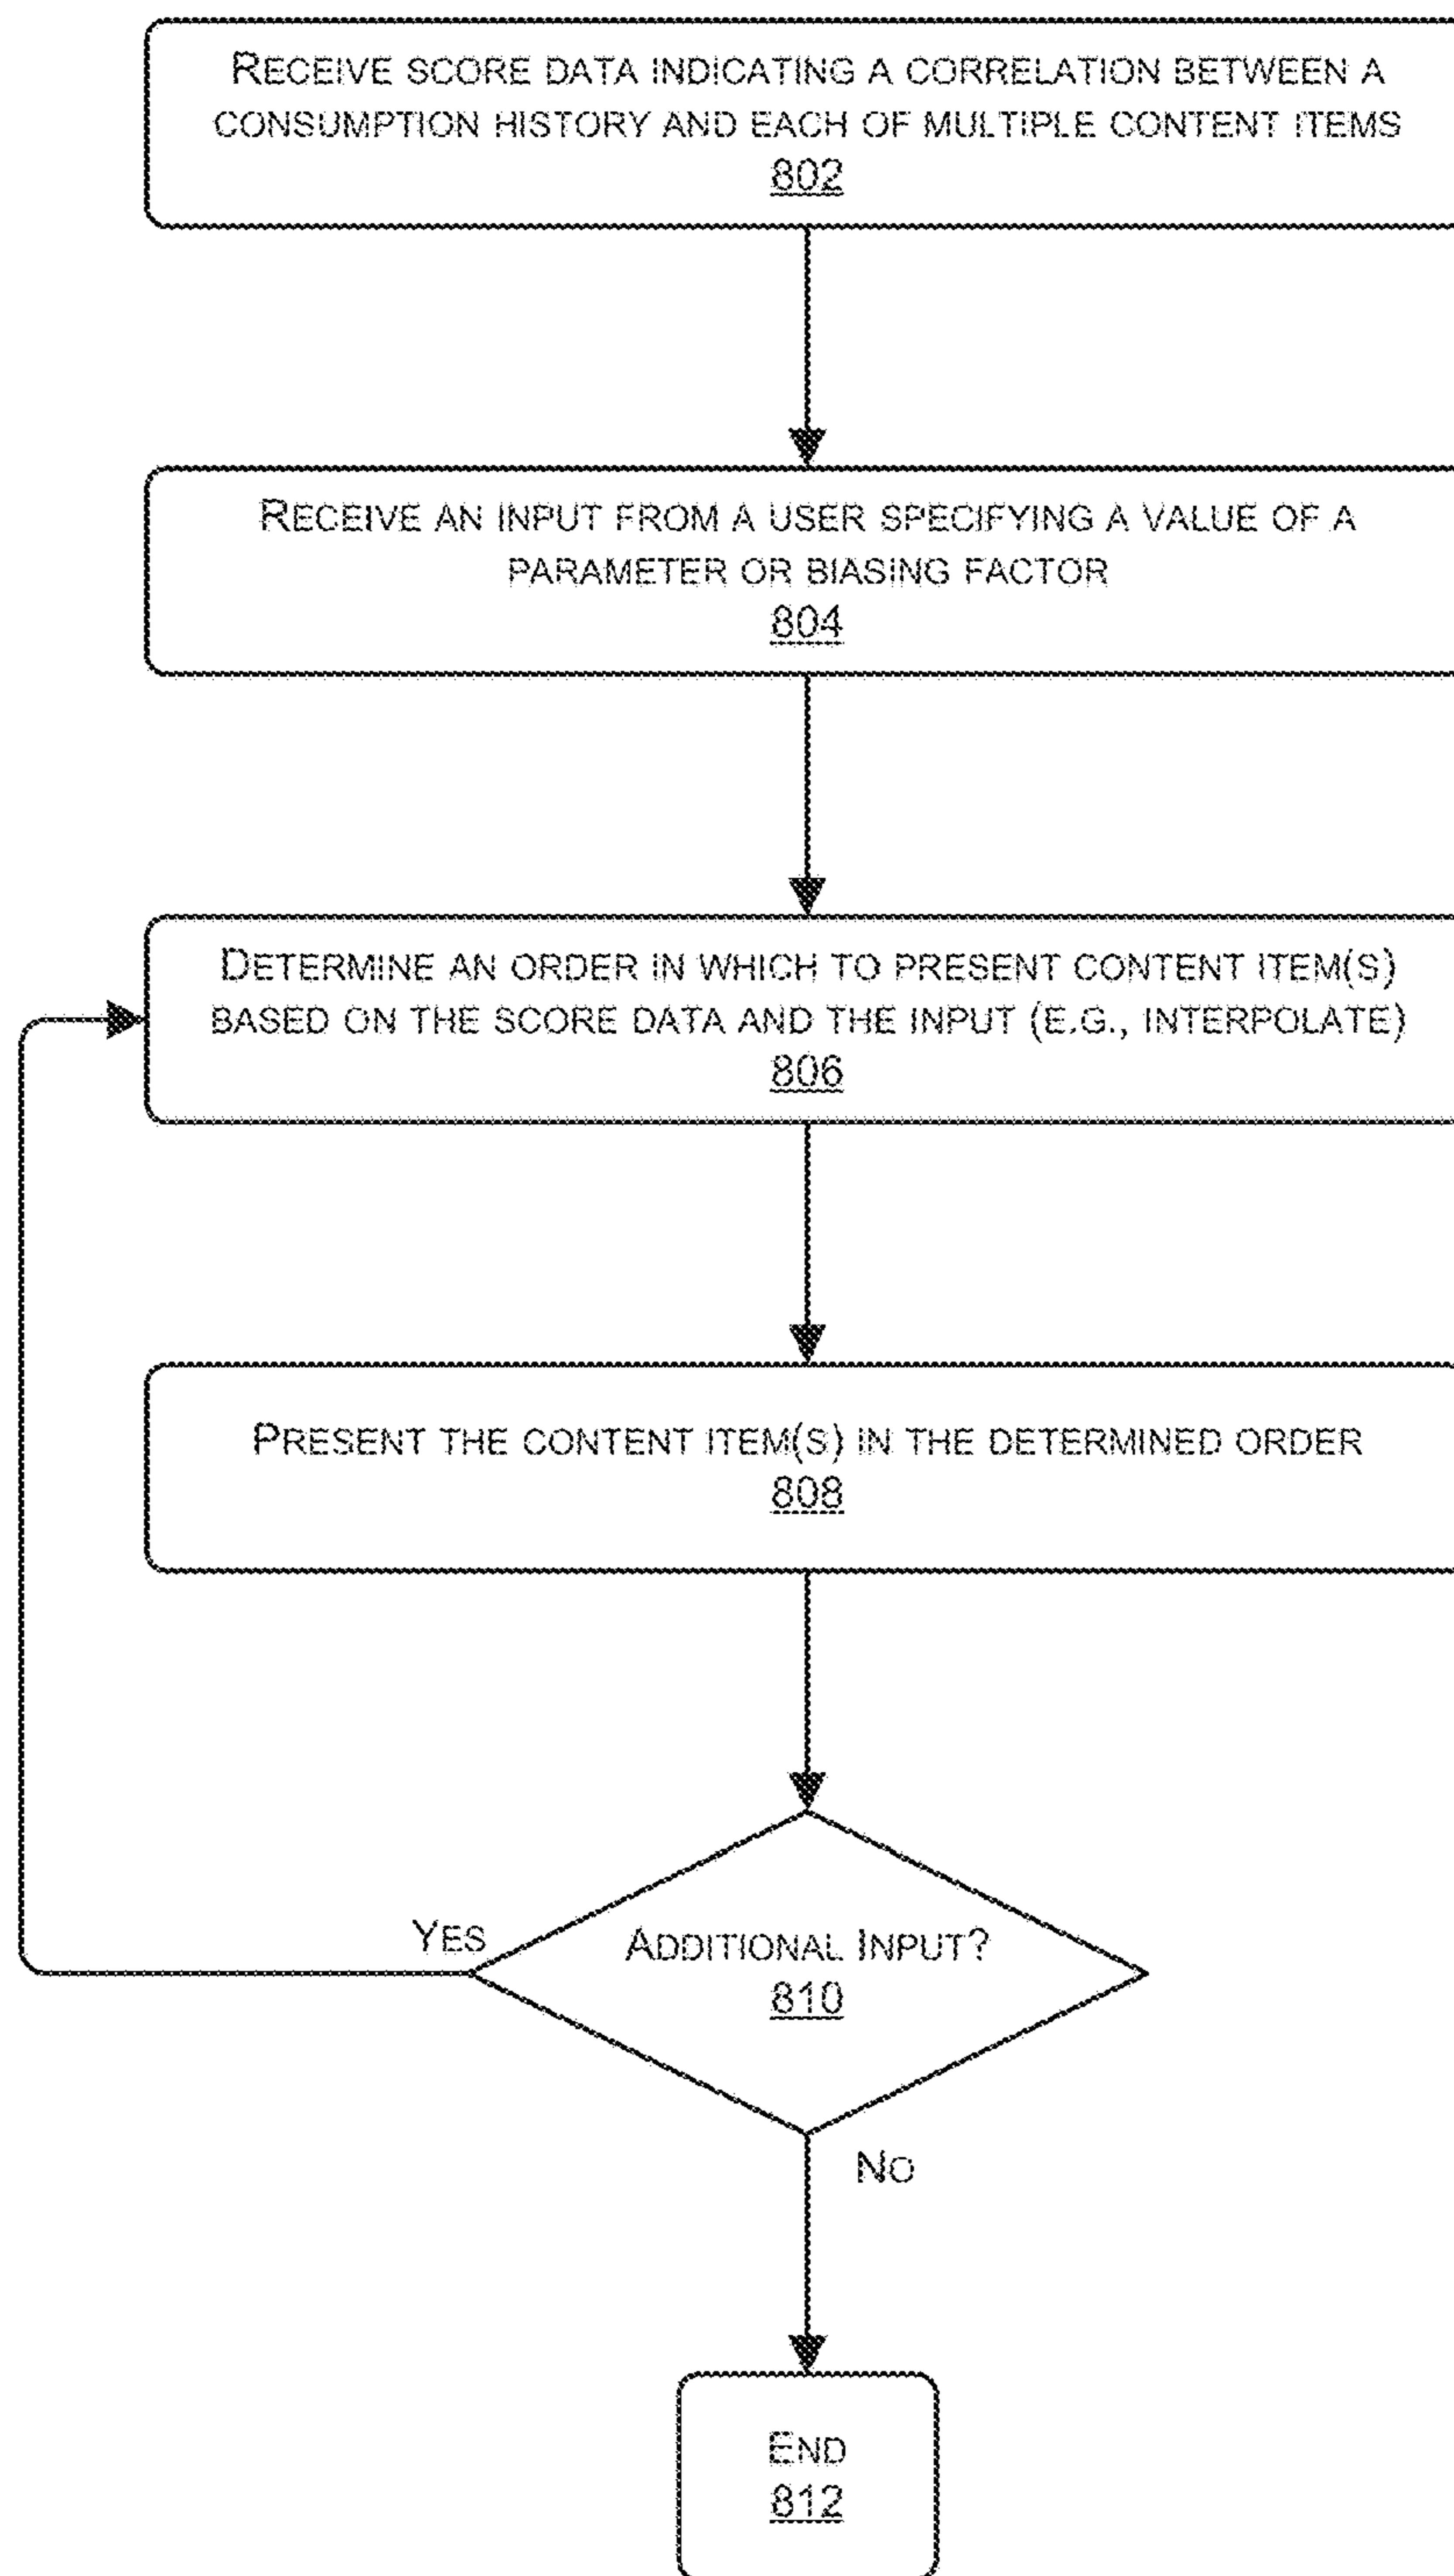 RECEIVE SCORE DATA INDICATING A CORRELATION BETWEEN A
CONSUMPTION HISTORY AND EACH OF MULTIPLE CONTENT ITEMS
802
RECEIVE AN INPUT FROM A USER SPECIFYING A VALUE OF A
PARAMETER OR BIASING FACTOR
804
DETERMINE AN ORDER IN WHICH TO PRESENT CONTENT ITEM(S)
BASED ON THE SCORE DATA AND THE INPUT (E.G., INTERPOLATE)
806
PRESENT THE CONTENT ITEM(S) IN THE DETERMINED ORDER
808
YES
ADDITIONAL INPUT?
810
NO
END
812